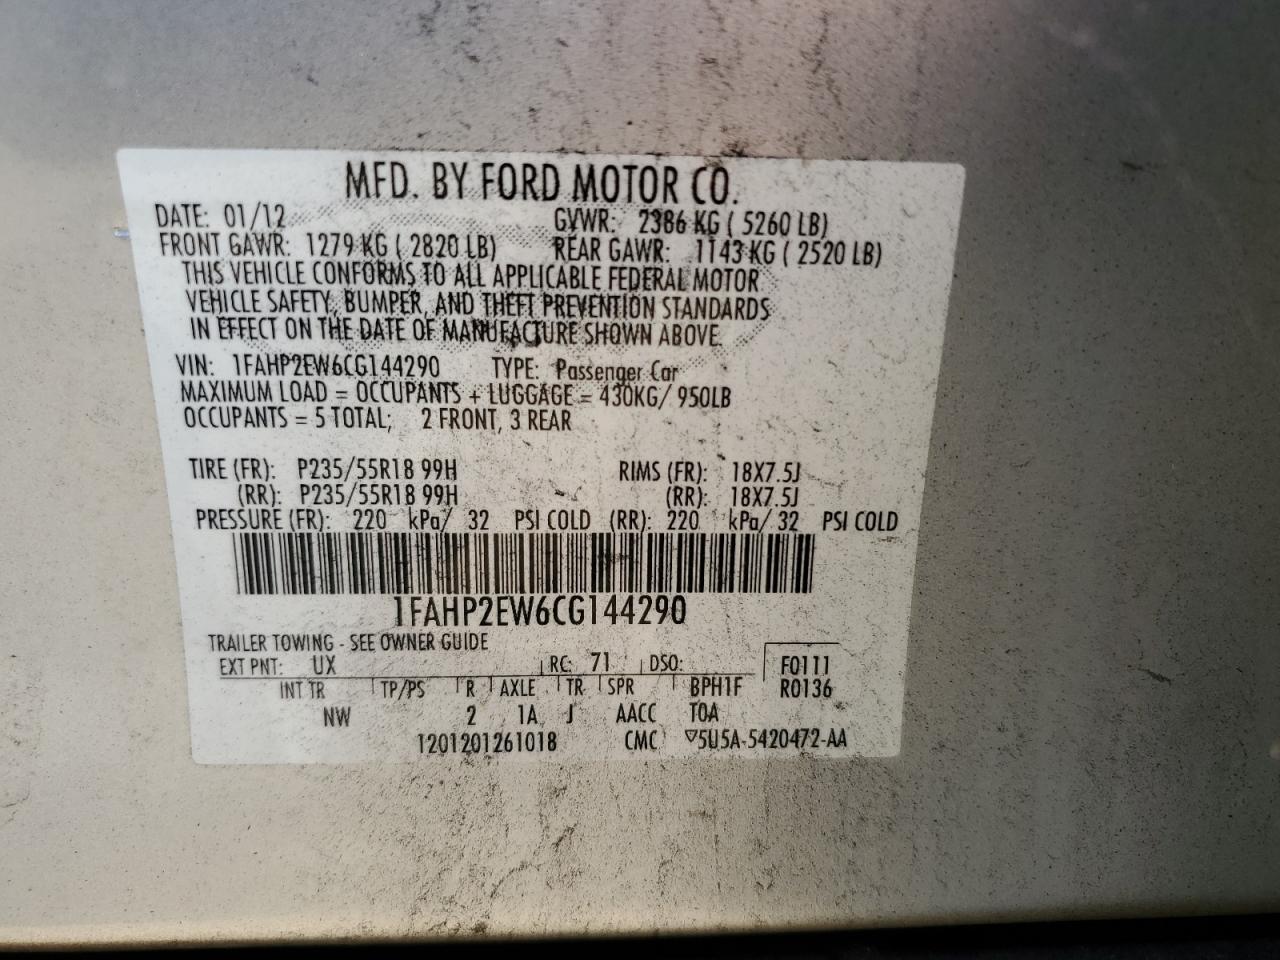 MFD. BY FORD MOTOR CO.
DATE: 01/12 GVWR: 2386 KG ( 5260 LB)
FRONT GAWR: 1279 KG ( 2820 LB) REAR GAWR: 1143 KG ( 2520 LB)
THIS VEHICLE CONFORMS TO ALL APPLICABLE FEDERAL MOTOR
VEHICLE SAFETY, BUMPER, AND THEFT PREVENTION STANDARDS
IN EFFECT ON THE DATE OF MANUFACTURE SHOWN ABOVE.
VIN: 1FAHP2EW6CG144290 TYPE: Passenger Car
MAXIMUM LOAD = OCCUPANTS + LUGGAGE = 430KG/ 950LB
OCCUPANTS = 5 TOTAL; 2 FRONT, 3 REAR
TIRE (FR): P235/55R18 99H RIMS (FR): 18X7.5J
(RR): P235/55R18 99H (RR): 18X7.5J
PRESSURE (FR): 220 kPa/ 32 PSI COLD (RR): 220 kPa/ 32 PSI COLD
1FAHP2EW6CG144290
TRAILER TOWING - SEE OWNER GUIDE
EXT PNT: UX RC: 71 DSO: F0111
INT TR TP/PS R AXLE TR SPR BPH1F R0136
NW 2 1A J AACC TOA
1201201261018 CMC ▽5U5A-5420472-AA